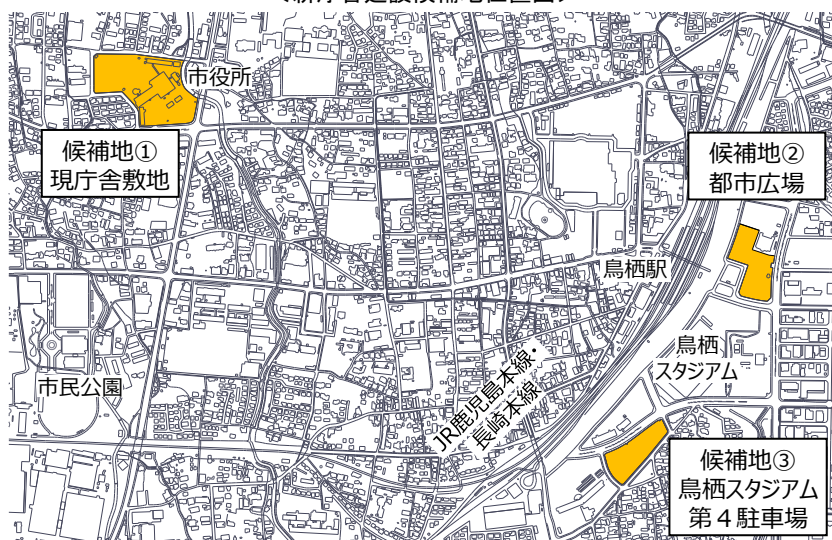 市役所
候補地①
現庁舎敷地
候補地②
都市広場
鳥栖駅
鳥栖
スタジアム
市民公園
JR鹿児島本線・
長崎本線
候補地③
鳥栖スタジアム
第４駐車場